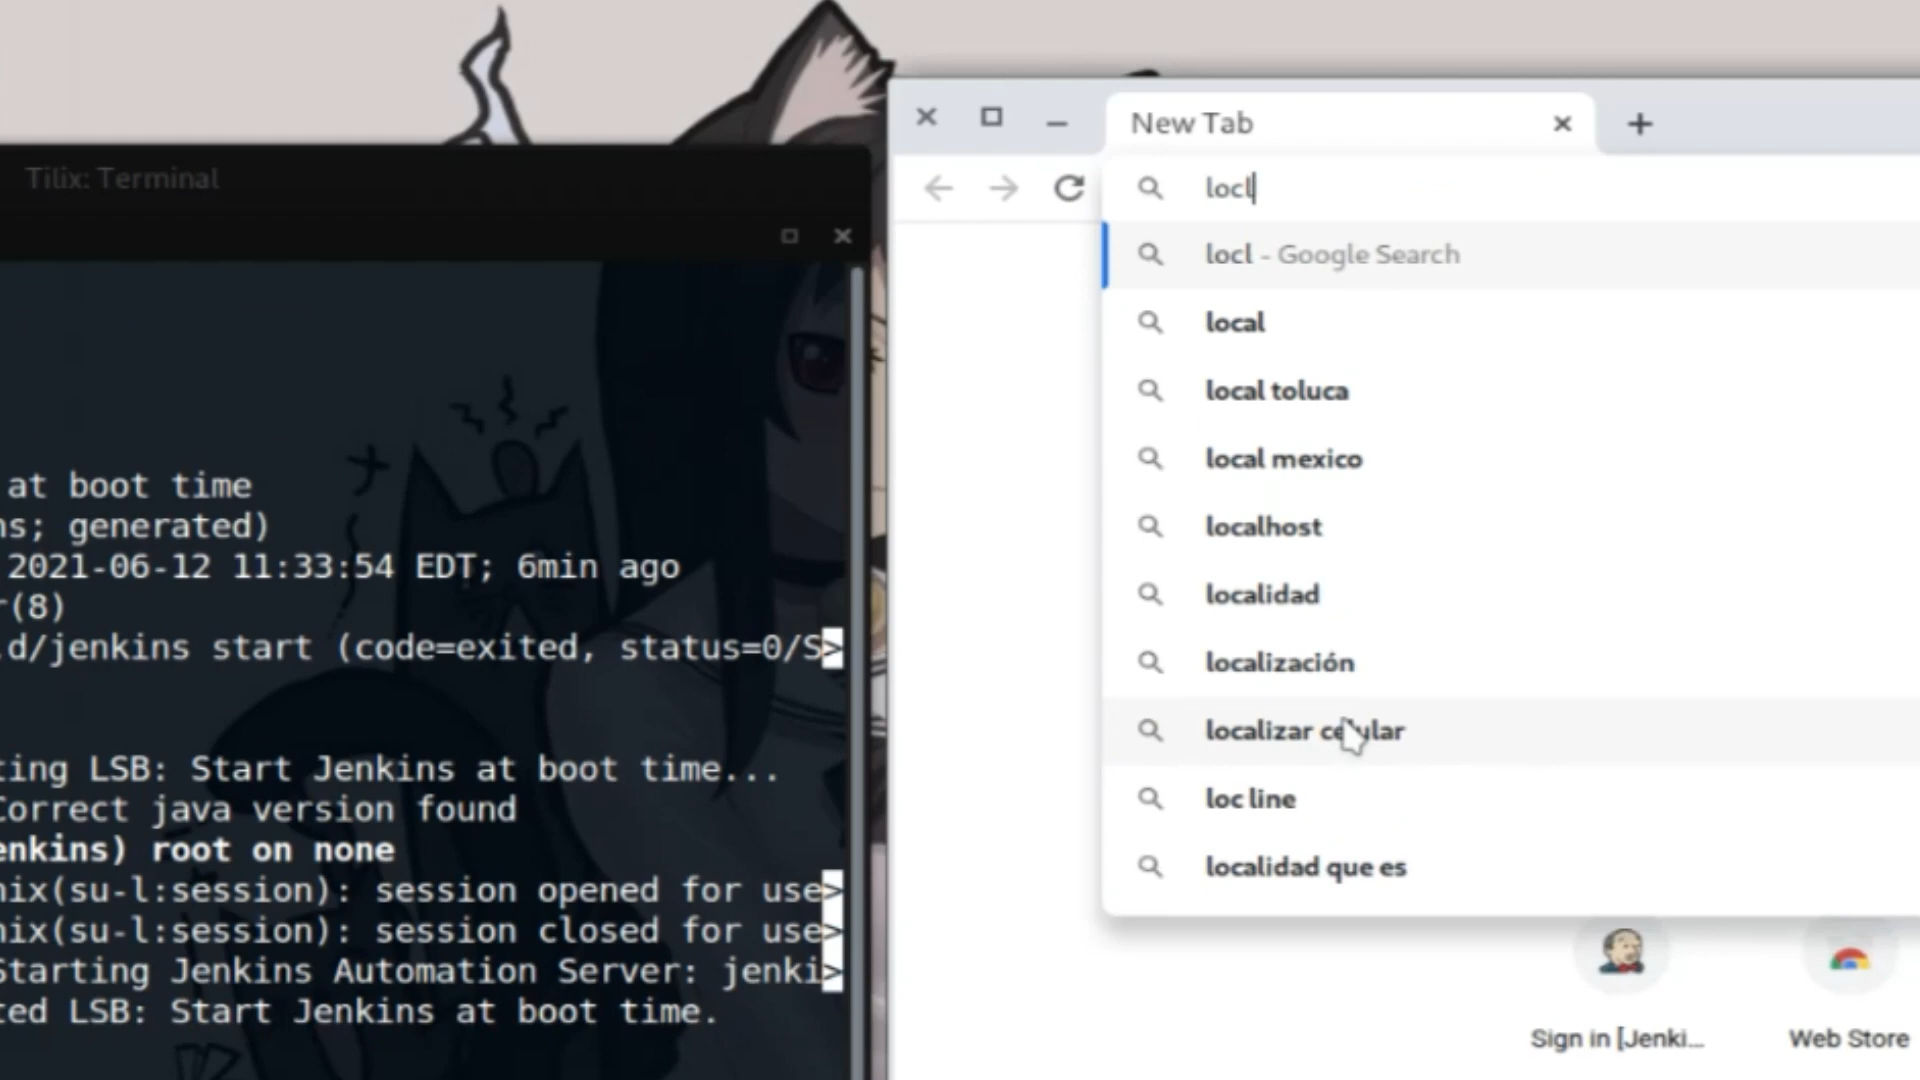 Tilix: Terminal
at boot time
ns; generated)
2021-06-12 11:33:54 EDT; 6min ago
r(8)
.d/jenkins start (code=exited, status=0/S>
ting LSB: Start Jenkins at boot time...
Correct java version found
enkins) root on none
nix(su-l:session): session opened for use>
nix(su-l:session): session closed for use>
Starting Jenkins Automation Server: jenki>
ted LSB: Start Jenkins at boot time.
New Tab
locl
locl - Google Search
local
local toluca
local mexico
localhost
localidad
localización
localizar celular
loc line
localidad que es
Sign in [Jenki...
Web Store